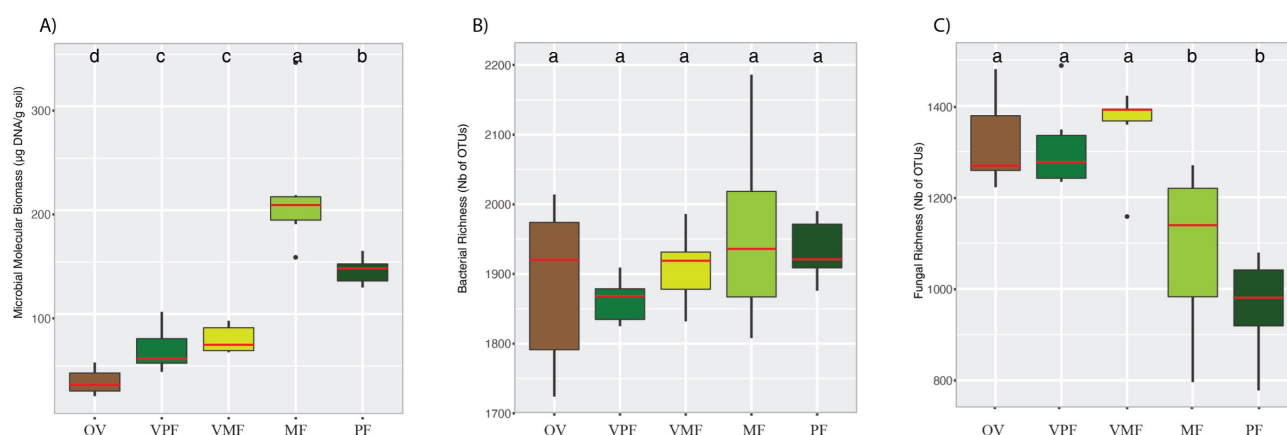 A)
d c c a b
Microbial Molecular Biomass (µg DNA/g soil)
300
200
100
OV VPF VMF MF PF
B)
a a a a a
Bacterial Richness (Nb of OTUs)
2200
2100
2000
1900
1800
1700
OV VPF VMF MF PF
C)
a a a b b
Fungal Richness (Nb of OTUs)
1400
1200
1000
800
OV VPF VMF MF PF